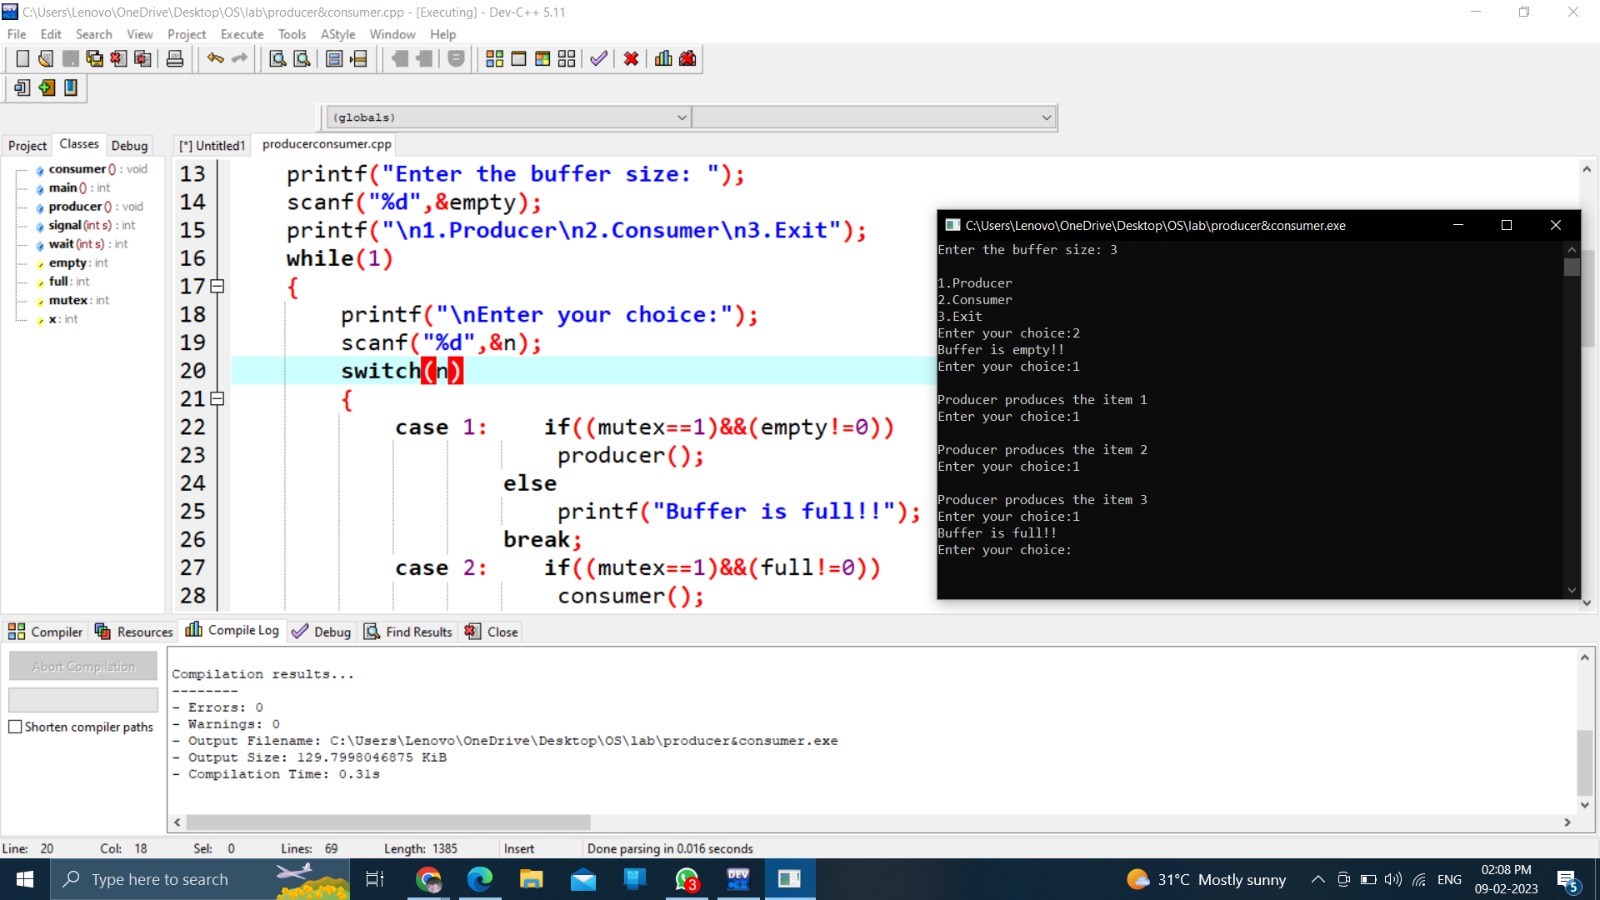 C:\Users\Lenovo\OneDrive\Desktop\OS\lab\producer&consumer.cpp - [Executing] - Dev-C++ 5.11
File Edit Search View Project Execute Tools AStyle Window Help
(globals)
Project Classes Debug
[*] Untitled1 producerconsumer.cpp
consumer () : void
main () : int
producer () : void
signal (int s) : int
wait (int s) : int
empty : int
full : int
mutex : int
x : int
13 printf("Enter the buffer size: ");
14 scanf("%d",&empty);
15 printf("\n1.Producer\n2.Consumer\n3.Exit");
16 while(1)
17 {
18 printf("\nEnter your choice:");
19 scanf("%d",&n);
20 switch(n)
21 {
22 case 1: if((mutex==1)&&(empty!=0))
23 producer();
24 else
25 printf("Buffer is full!!");
26 break;
27 case 2: if((mutex==1)&&(full!=0))
28 consumer();
C:\Users\Lenovo\OneDrive\Desktop\OS\lab\producer&consumer.exe
Enter the buffer size: 3
1.Producer
2.Consumer
3.Exit
Enter your choice:2
Buffer is empty!!
Enter your choice:1
Producer produces the item 1
Enter your choice:1
Producer produces the item 2
Enter your choice:1
Producer produces the item 3
Enter your choice:1
Buffer is full!!
Enter your choice:
Compiler Resources Compile Log Debug Find Results Close
Abort Compilation
Shorten compiler paths
Compilation results...
--------
- Errors: 0
- Warnings: 0
- Output Filename: C:\Users\Lenovo\OneDrive\Desktop\OS\lab\producer&consumer.exe
- Output Size: 129.7998046875 KiB
- Compilation Time: 0.31s
Line: 20 Col: 18 Sel: 0 Lines: 69 Length: 1385 Insert Done parsing in 0.016 seconds
Type here to search
3
DEV
31°C Mostly sunny
ENG
02:08 PM
09-02-2023
5